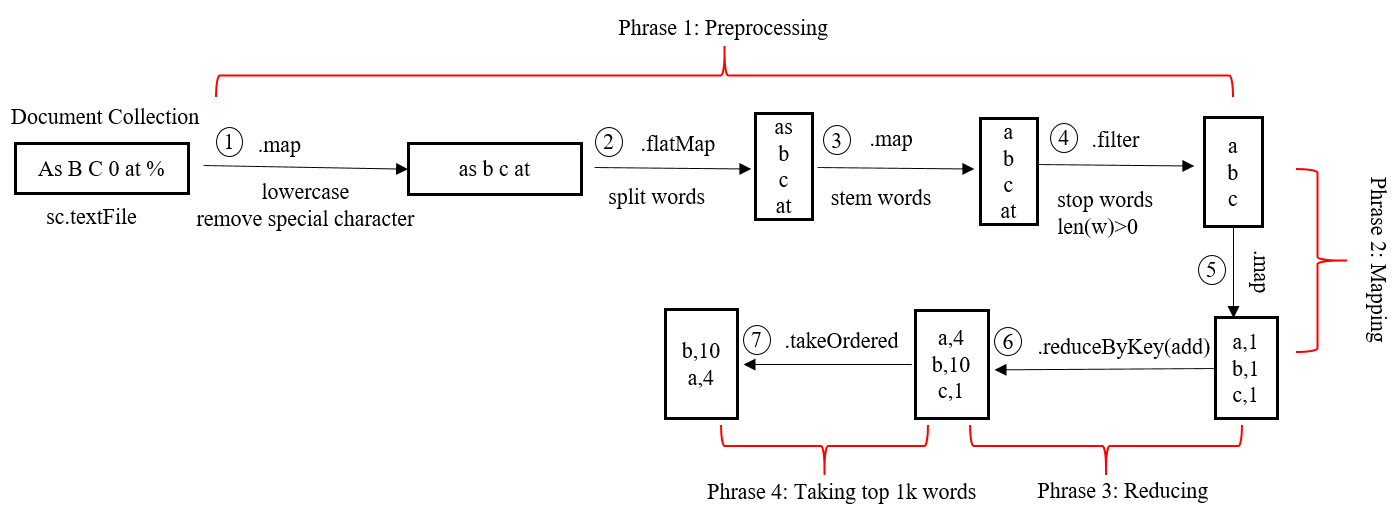 Phrase 1: Preprocessing
Document Collection
As B C 0 at %
sc.textFile
1
.map
lowercase
remove special character
as b c at
2
.flatMap
split words
as
b
c
at
3
.map
stem words
a
b
c
at
4
.filter
stop words
len(w)>0
a
b
c
Phrase 2: Mapping
5
.map
a,1
b,1
c,1
6
.reduceByKey(add)
a,4
b,10
c,1
7
.takeOrdered
b,10
a,4
Phrase 4: Taking top 1k words
Phrase 3: Reducing